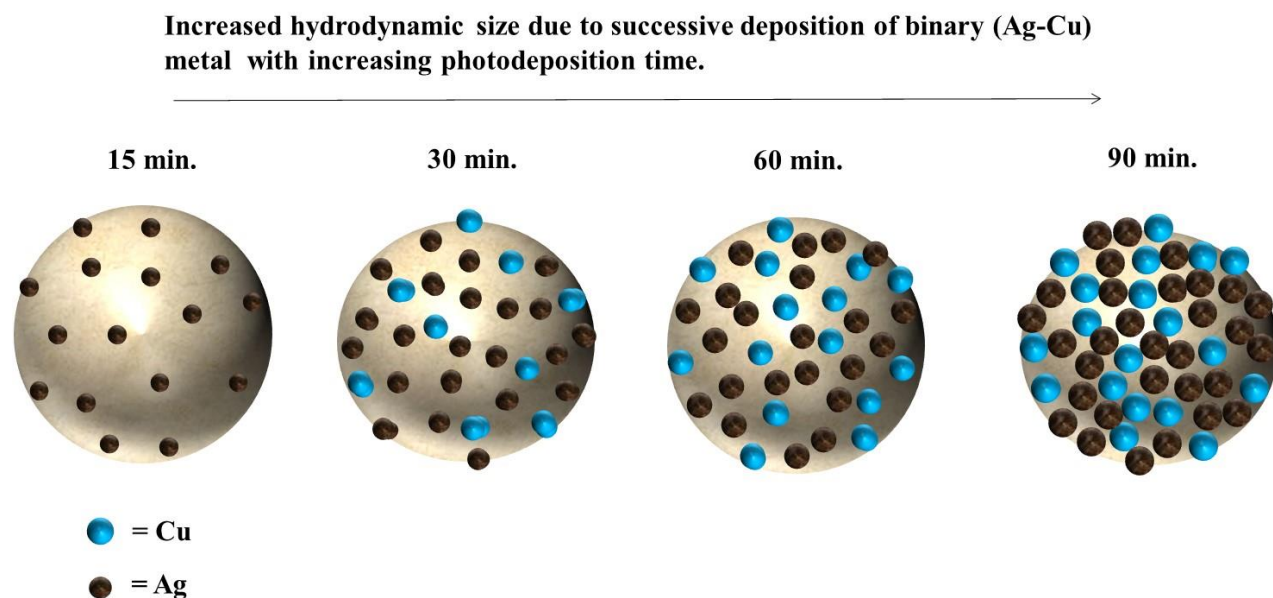 Increased hydrodynamic size due to successive deposition of binary (Ag-Cu)
metal with increasing photodeposition time.
15 min.
30 min.
60 min.
90 min.
= Cu
= Ag